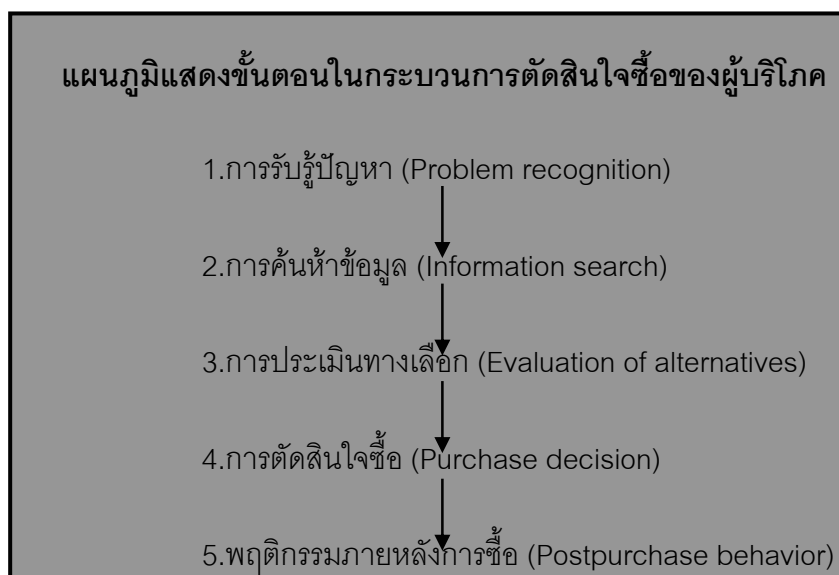 แผนภูมิแสดงขั้นตอนในกระบวนการตัดสินใจซื้อของผู้บริโภค
1.การรับรู้ปัญหา (Problem recognition)
2.การค้นห้าข้อมูล (Information search)
3.การประเมินทางเลือก (Evaluation of alternatives)
4.การตัดสินใจซื้อ (Purchase decision)
5.พฤติกรรมภายหลังการซื้อ (Postpurchase behavior)